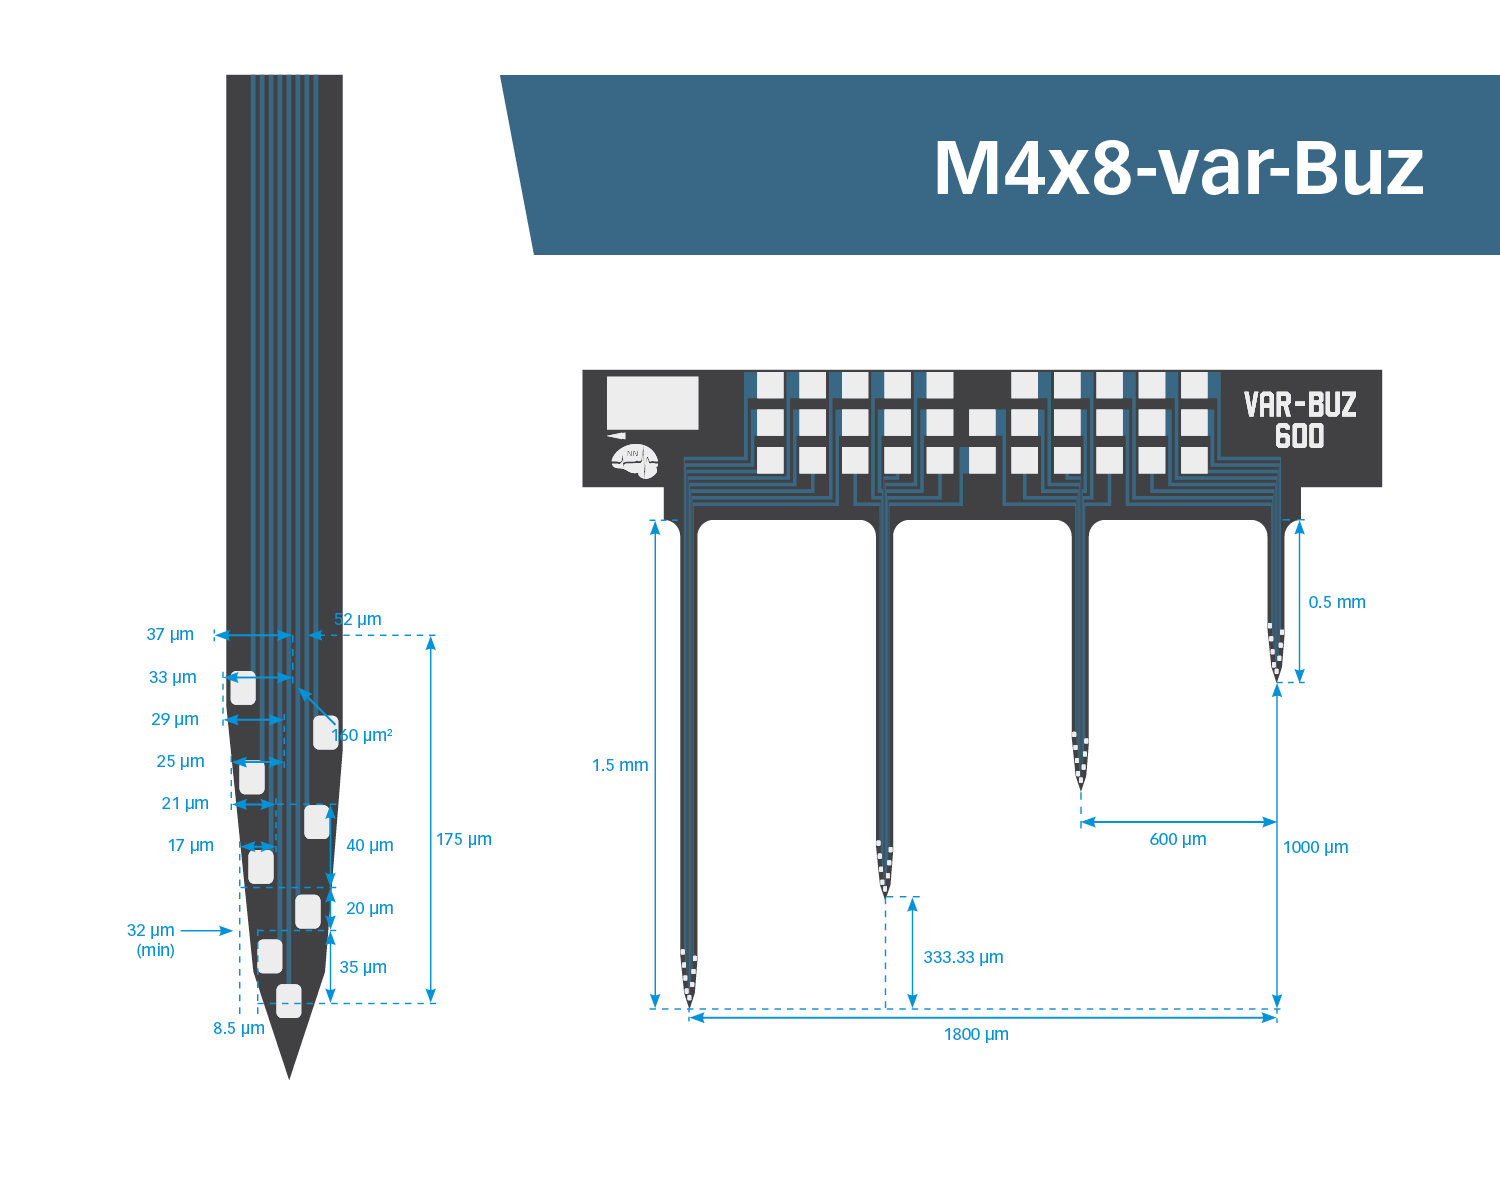 M4x8-var-Buz
VAR-BUZ
600
NN
52 µm
37 µm
33 µm
29 µm
160 µm²
25 µm
21 µm
17 µm
40 µm
175 µm
20 µm
32 µm
(min)
35 µm
8.5 µm
0.5 mm
1.5 mm
600 µm
1000 µm
333.33 µm
1800 µm